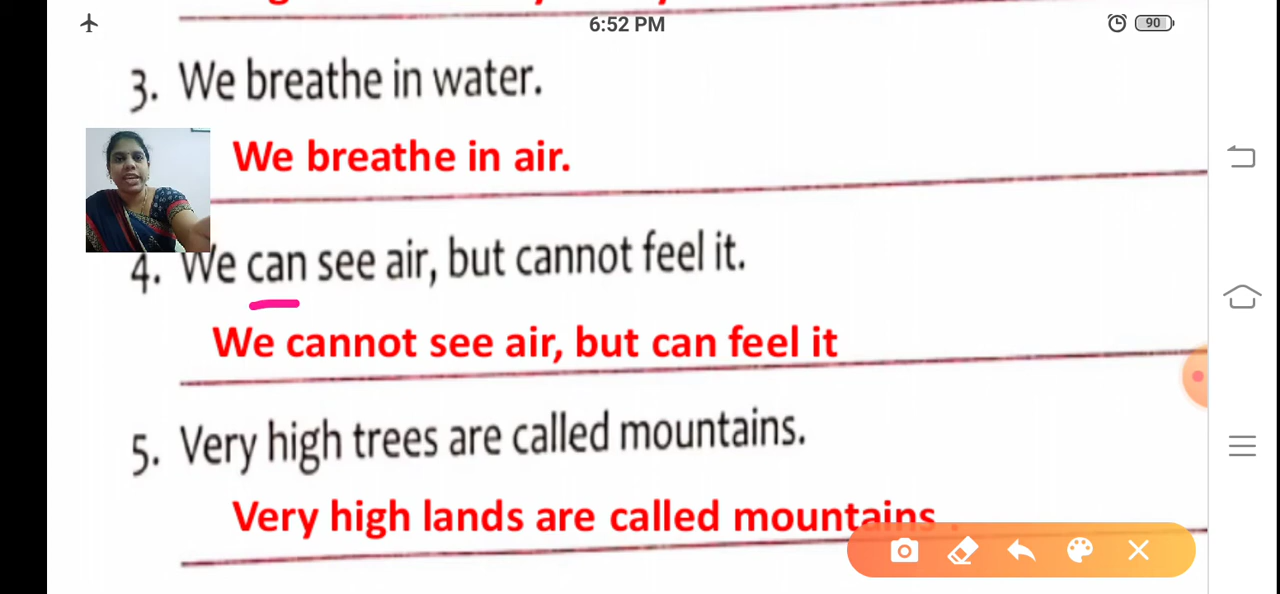 6:52 PM
90
3. We breathe in water.
We breathe in air.
4. We can see air, but cannot feel it.
We cannot see air, but can feel it
5. Very high trees are called mountains.
Very high lands are called mountains .